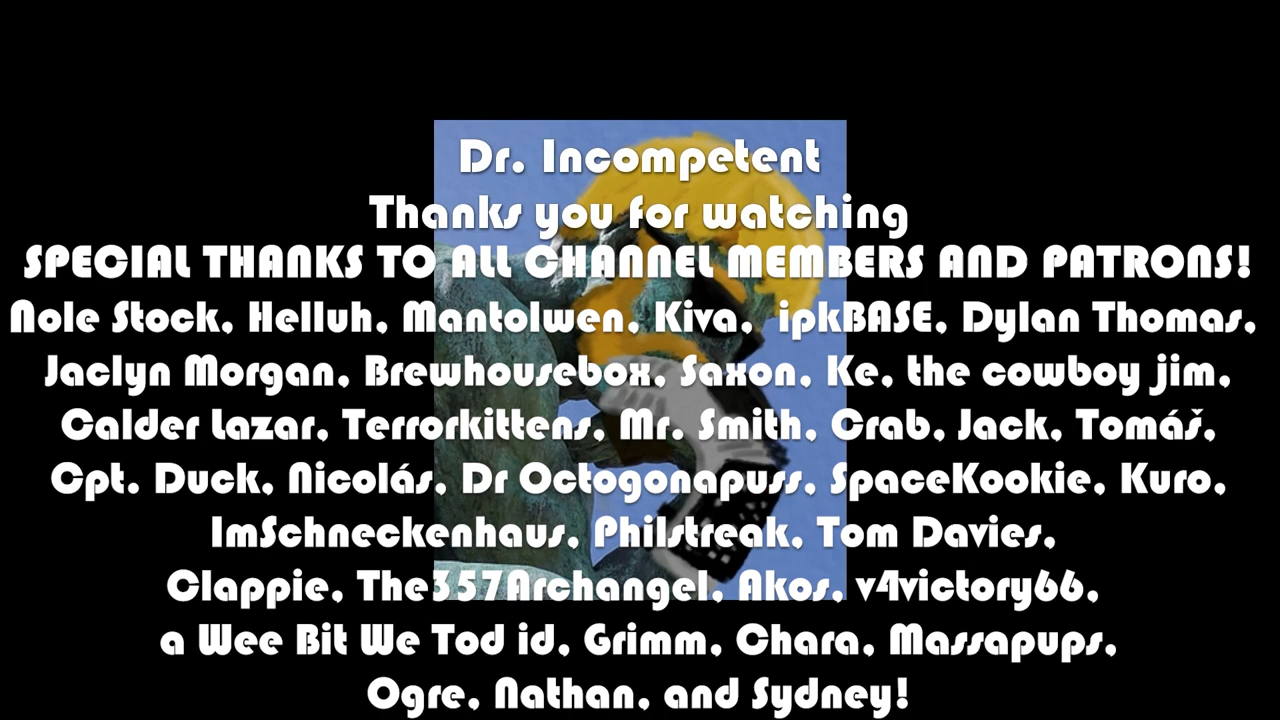 Dr. Incompetent
Thanks you for watching
SPECIAL THANKS TO ALL CHANNEL MEMBERS AND PATRONS!
Nole Stock, Helluh, Mantolwen, Kiva, ipkBASE, Dylan Thomas,
Jaclyn Morgan, Brewhousebox, Saxon, Ke, the cowboy jim,
Calder Lazar, Terrorkittens, Mr. Smith, Crab, Jack, Tomáš,
Cpt. Duck, Nicolás, Dr Octogonapuss, SpaceKookie, Kuro,
ImSchneckenhaus, Philstreak, Tom Davies,
Clappie, The357Archangel, Akos, v4victory66,
a Wee Bit We Tod id, Grimm, Chara, Massapups,
Ogre, Nathan, and Sydney!